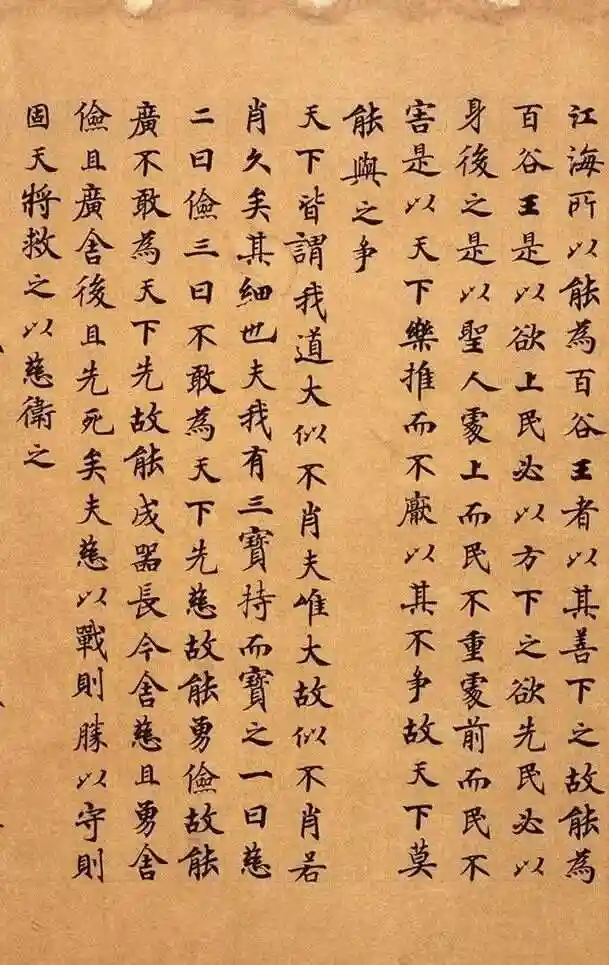 江海所以能為百谷王者以其善下之故能為
百谷王是以欲上民必以方下之欲先民必以
身後之是以聖人處上而民不重處前而民不
害是以天下樂推而不厭以其不爭故天下莫
能與之爭
天下皆謂我道大似不肖夫唯大故似不肖若
肖久矣其細也夫我有三寶持而寶之一曰慈
二曰儉三曰不敢為天下先慈故能勇儉故能
廣不敢為天下先故能成器長今舍慈且勇舍
儉且廣舍後且先死矣夫慈以戰則勝以守則
固天將救之以慈衛之